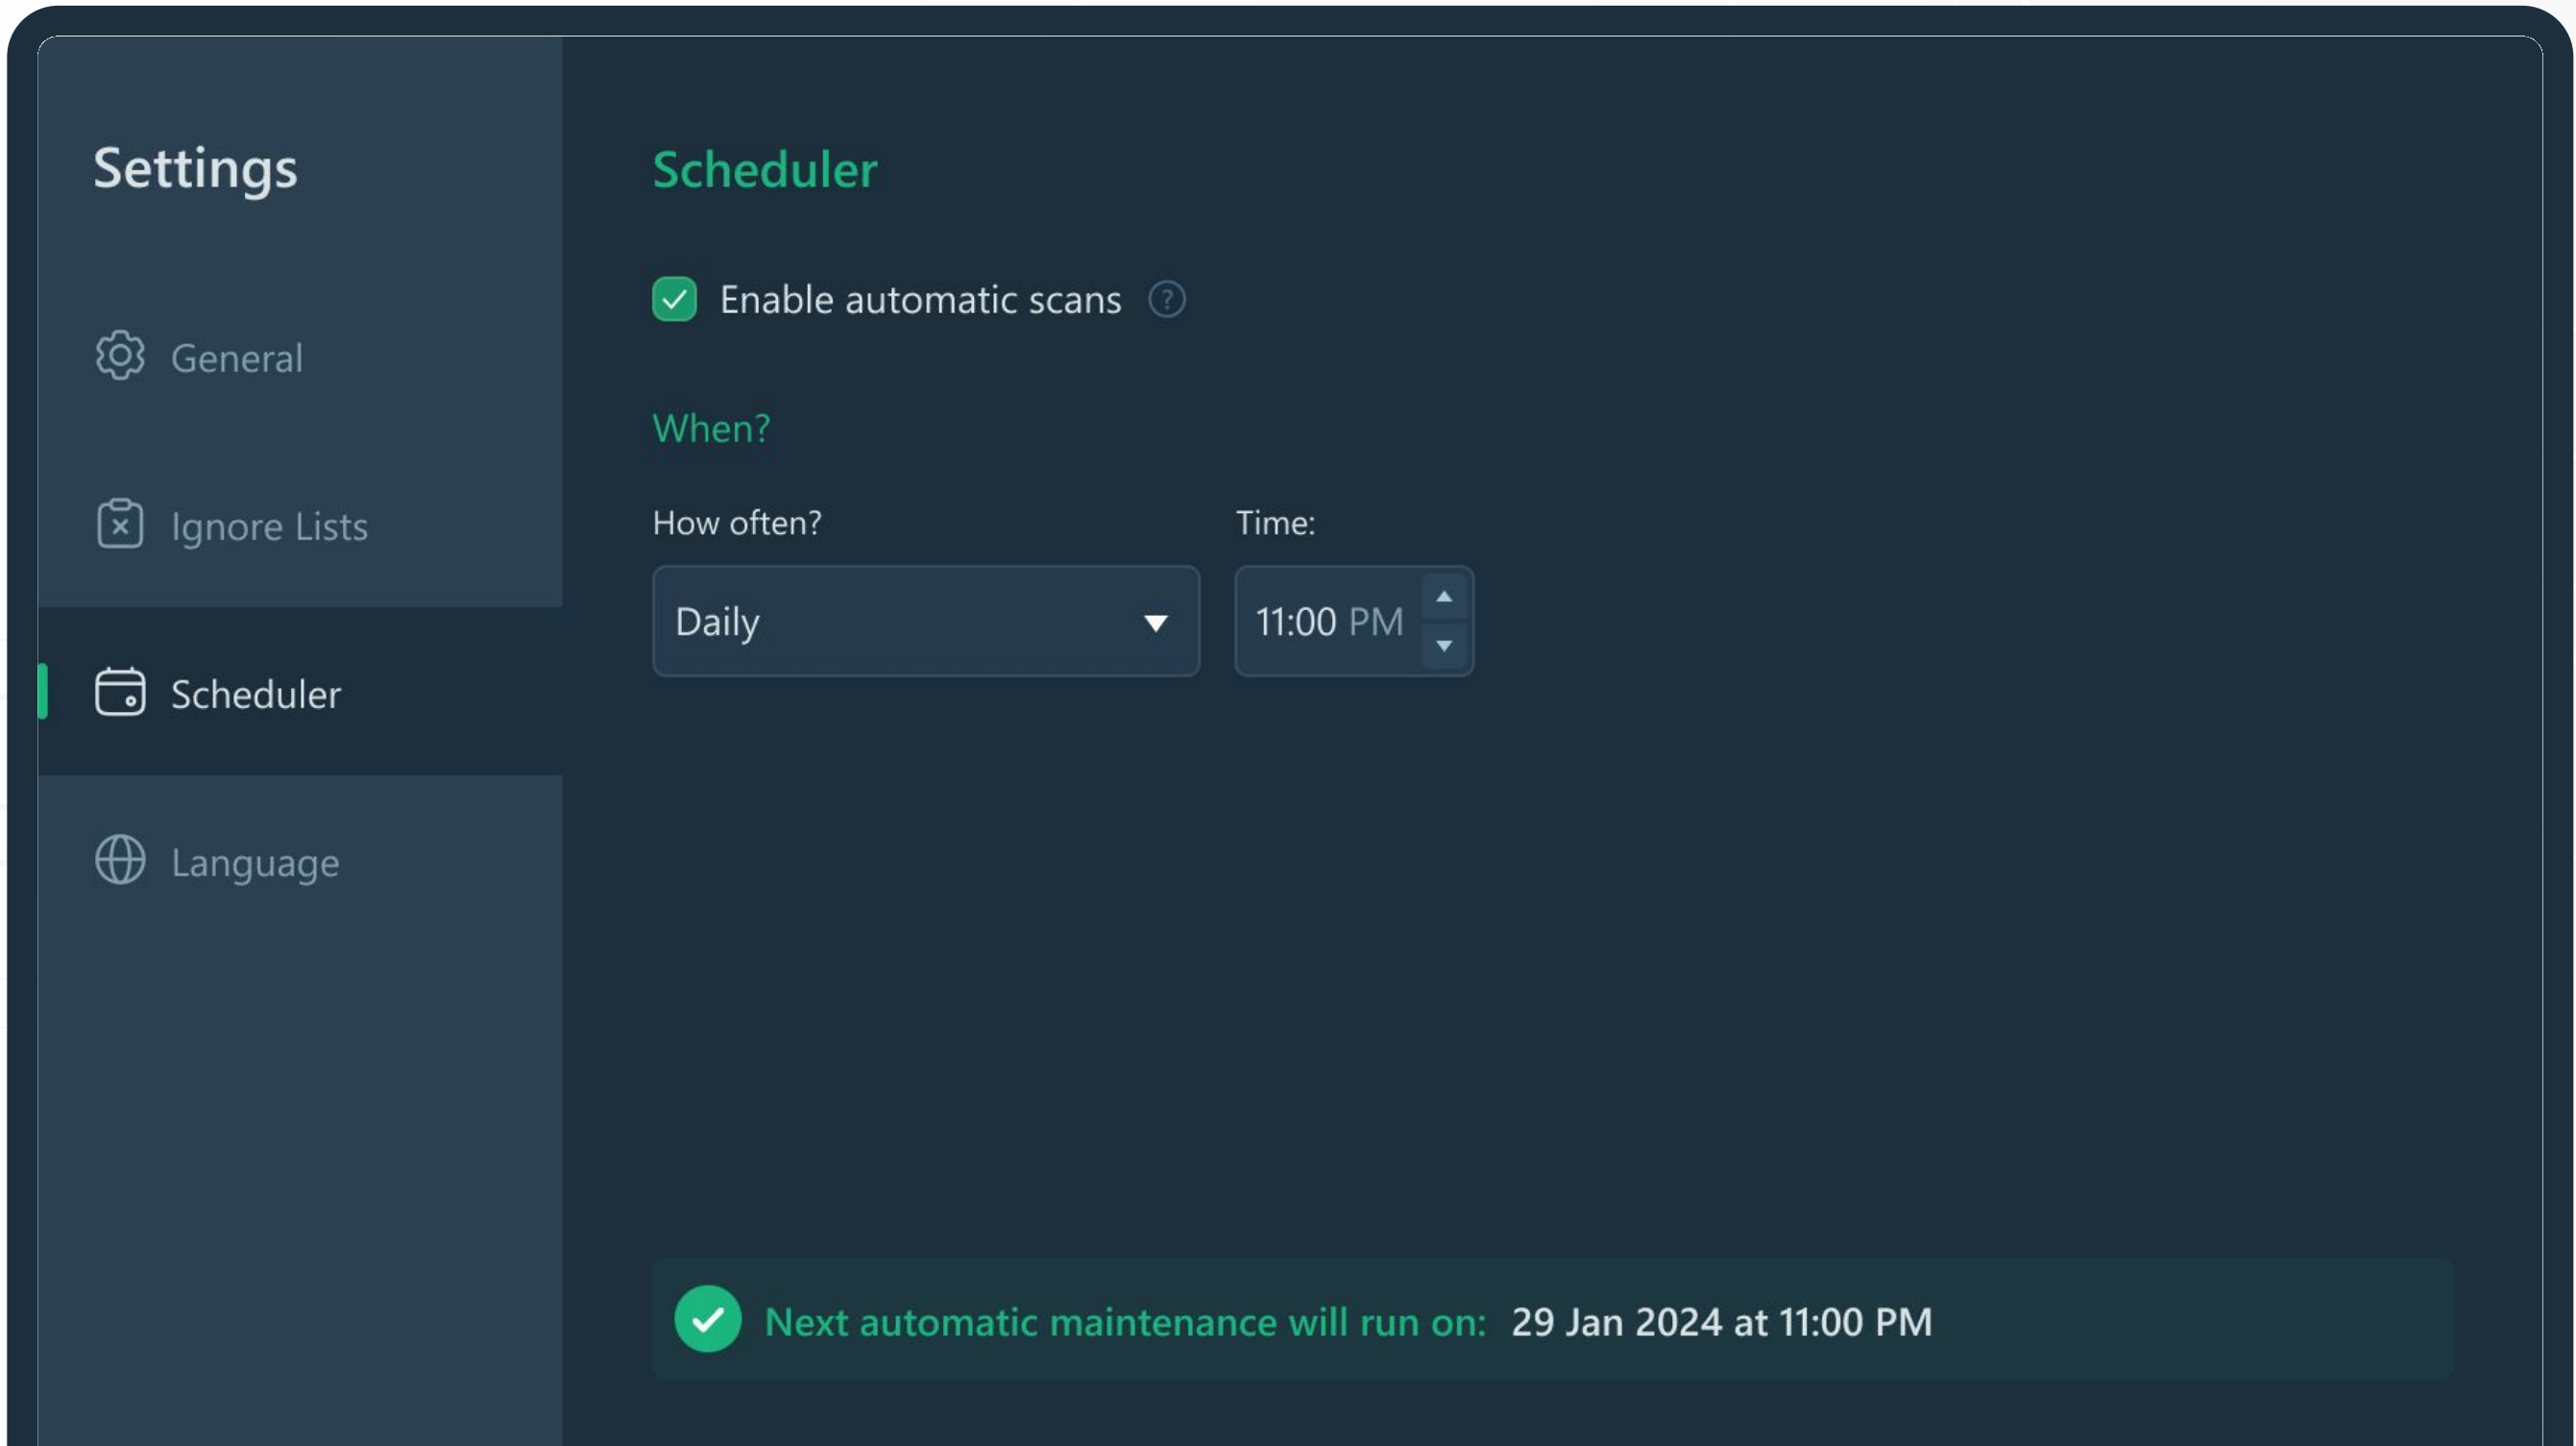 Settings
General
Ignore Lists
Scheduler
Language
Scheduler
Enable automatic scans ?
When?
How often? Time:
Daily 11:00 PM
Next automatic maintenance will run on: 29 Jan 2024 at 11:00 PM